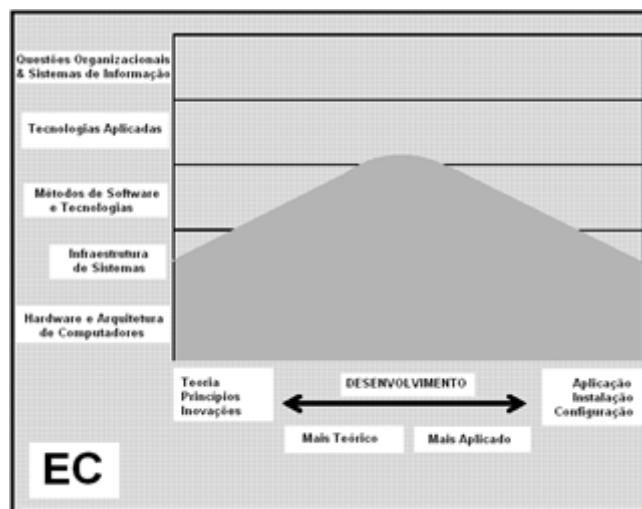 Questões Organizacionais
& Sistemas de Informação
Tecnologias Aplicadas
Métodos de Software
e Tecnologias
Infraestrutura
de Sistemas
Hardware e Arquitetura
de Computadores
Teoria
Princípios
Inovações
DESENVOLVIMENTO
Mais Teórico
Mais Aplicado
Aplicação
Instalação
Configuração
EC